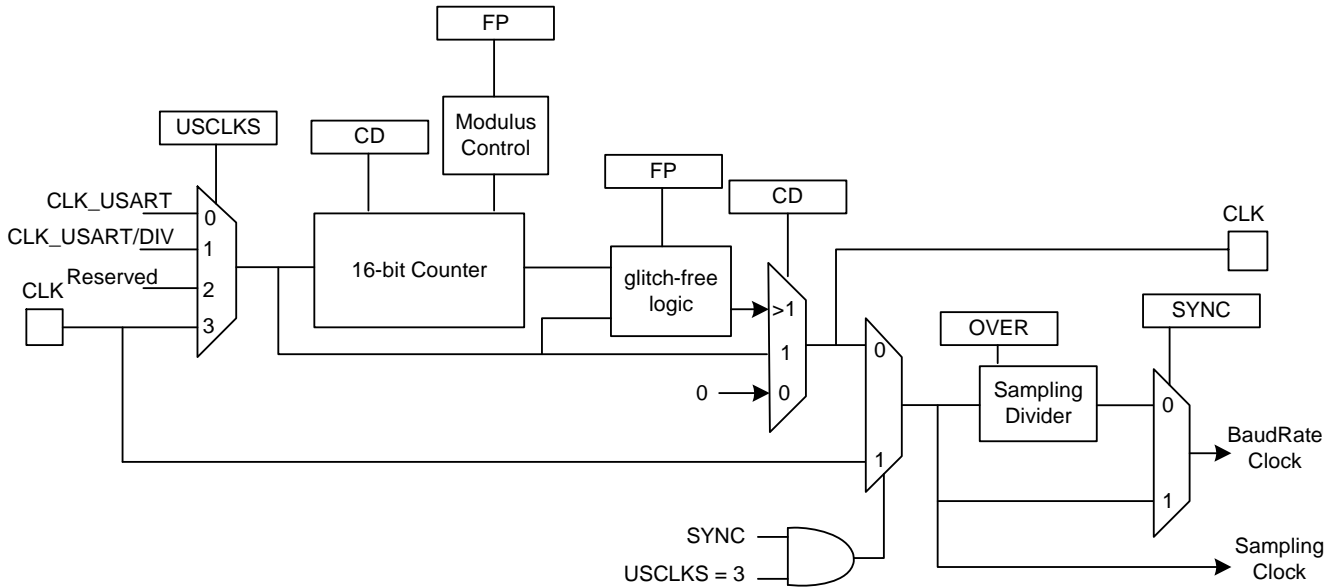 FP
USCLKS
CD
Modulus
Control
FP
CD
CLK_USART
0
CLK_USART/DIV
1
Reserved
2
CLK
3
16-bit Counter
glitch-free
logic
>1
1
0
0
CLK
OVER
SYNC
0
1
Sampling
Divider
0
1
BaudRate
Clock
SYNC
USCLKS = 3
Sampling
Clock